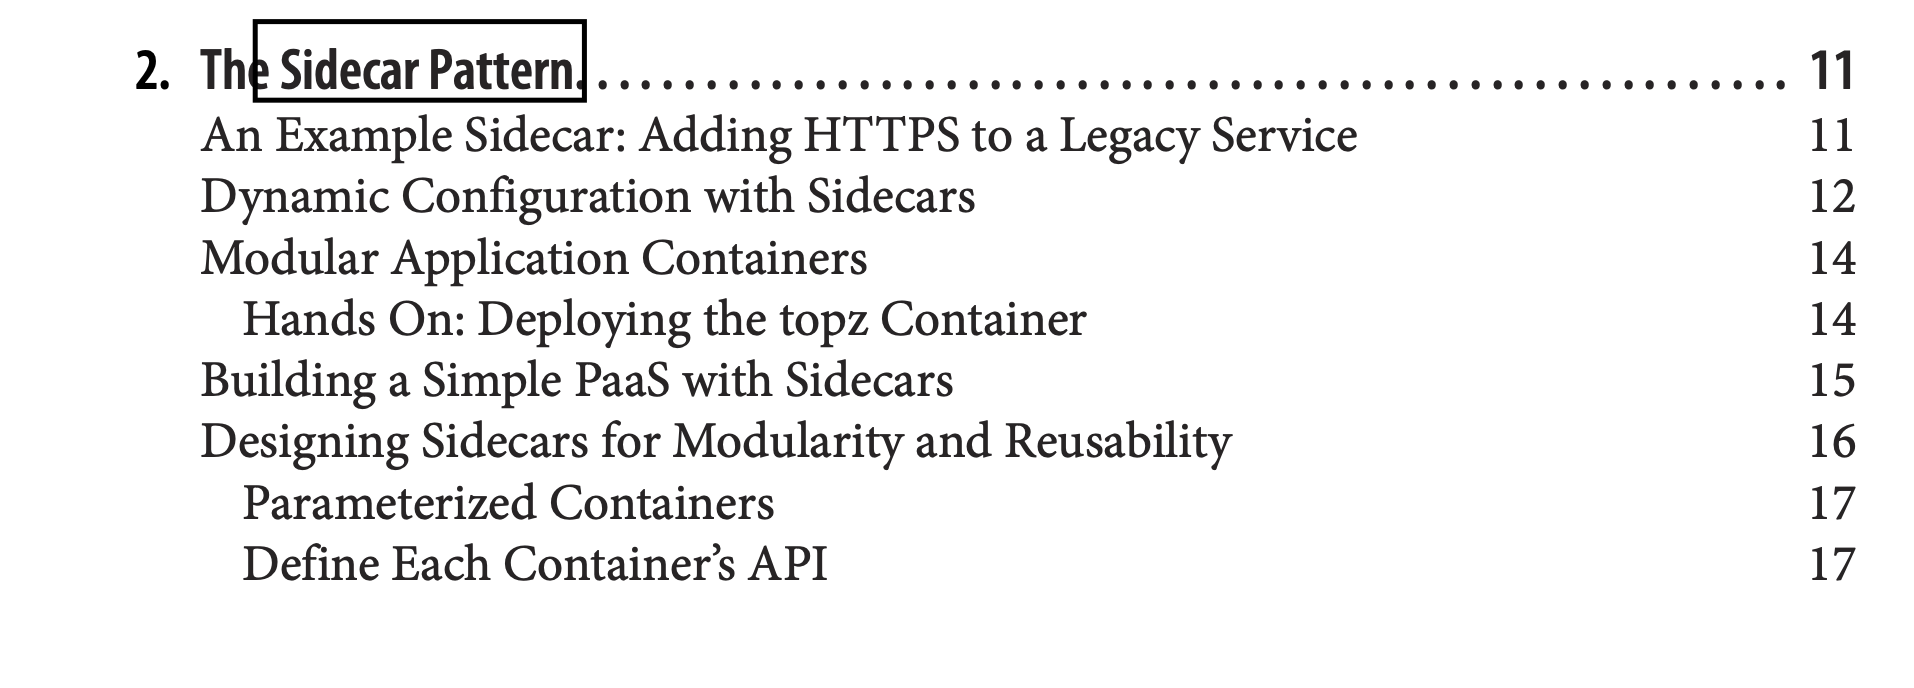 2. The Sidecar Pattern. . . . . . . . . . . . . . . . . . . . . . . . . . . . . . . . . . . . . . . . . . . . . . . . . . . . . . . 11
An Example Sidecar: Adding HTTPS to a Legacy Service 11
Dynamic Configuration with Sidecars 12
Modular Application Containers 14
Hands On: Deploying the topz Container 14
Building a Simple PaaS with Sidecars 15
Designing Sidecars for Modularity and Reusability 16
Parameterized Containers 17
Define Each Container’s API 17